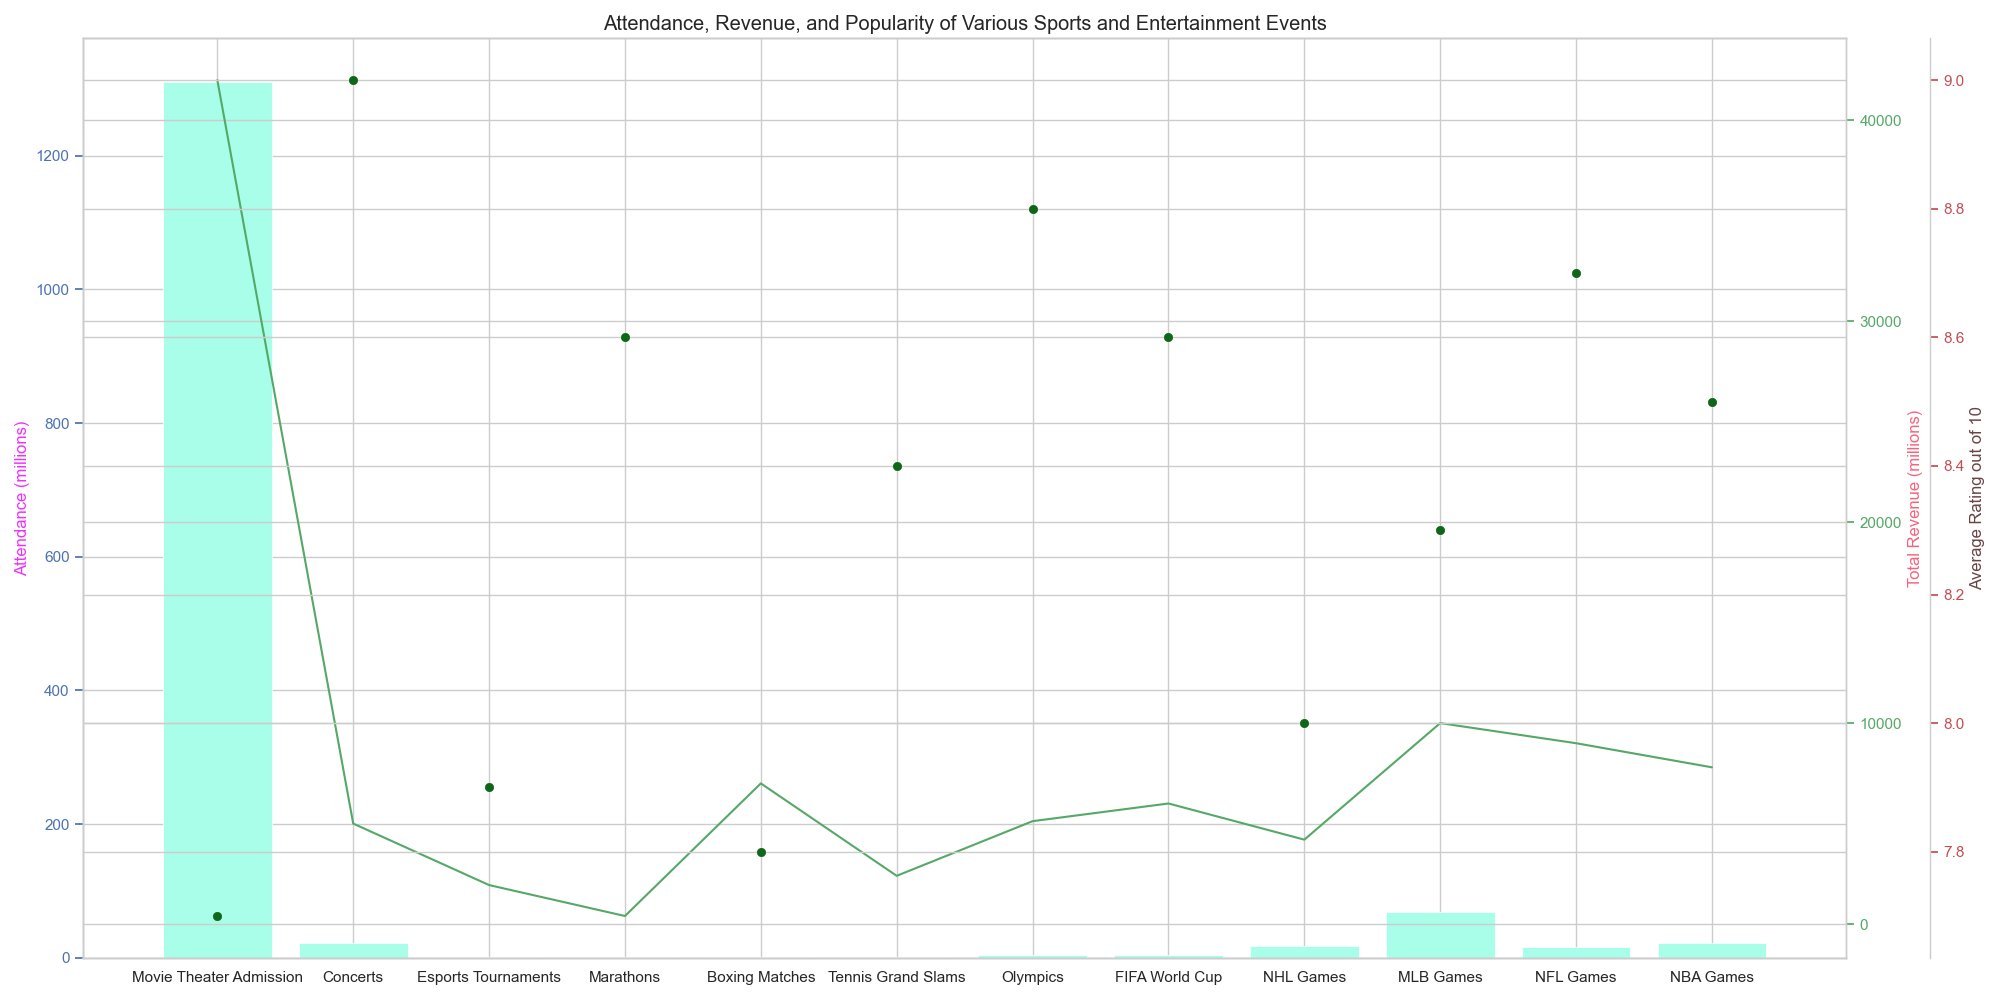 Attendance, Revenue, and Popularity of Various Sports and Entertainment Events
Attendance (millions)
1200
1000
800
600
400
200
0
Movie Theater Admission
Concerts
Esports Tournaments
Marathons
Boxing Matches
Tennis Grand Slams
Olympics
FIFA World Cup
NHL Games
MLB Games
NFL Games
NBA Games
40000
30000
20000
10000
0
Total Revenue (millions)
9.0
8.8
8.6
8.4
8.2
8.0
7.8
Average Rating out of 10